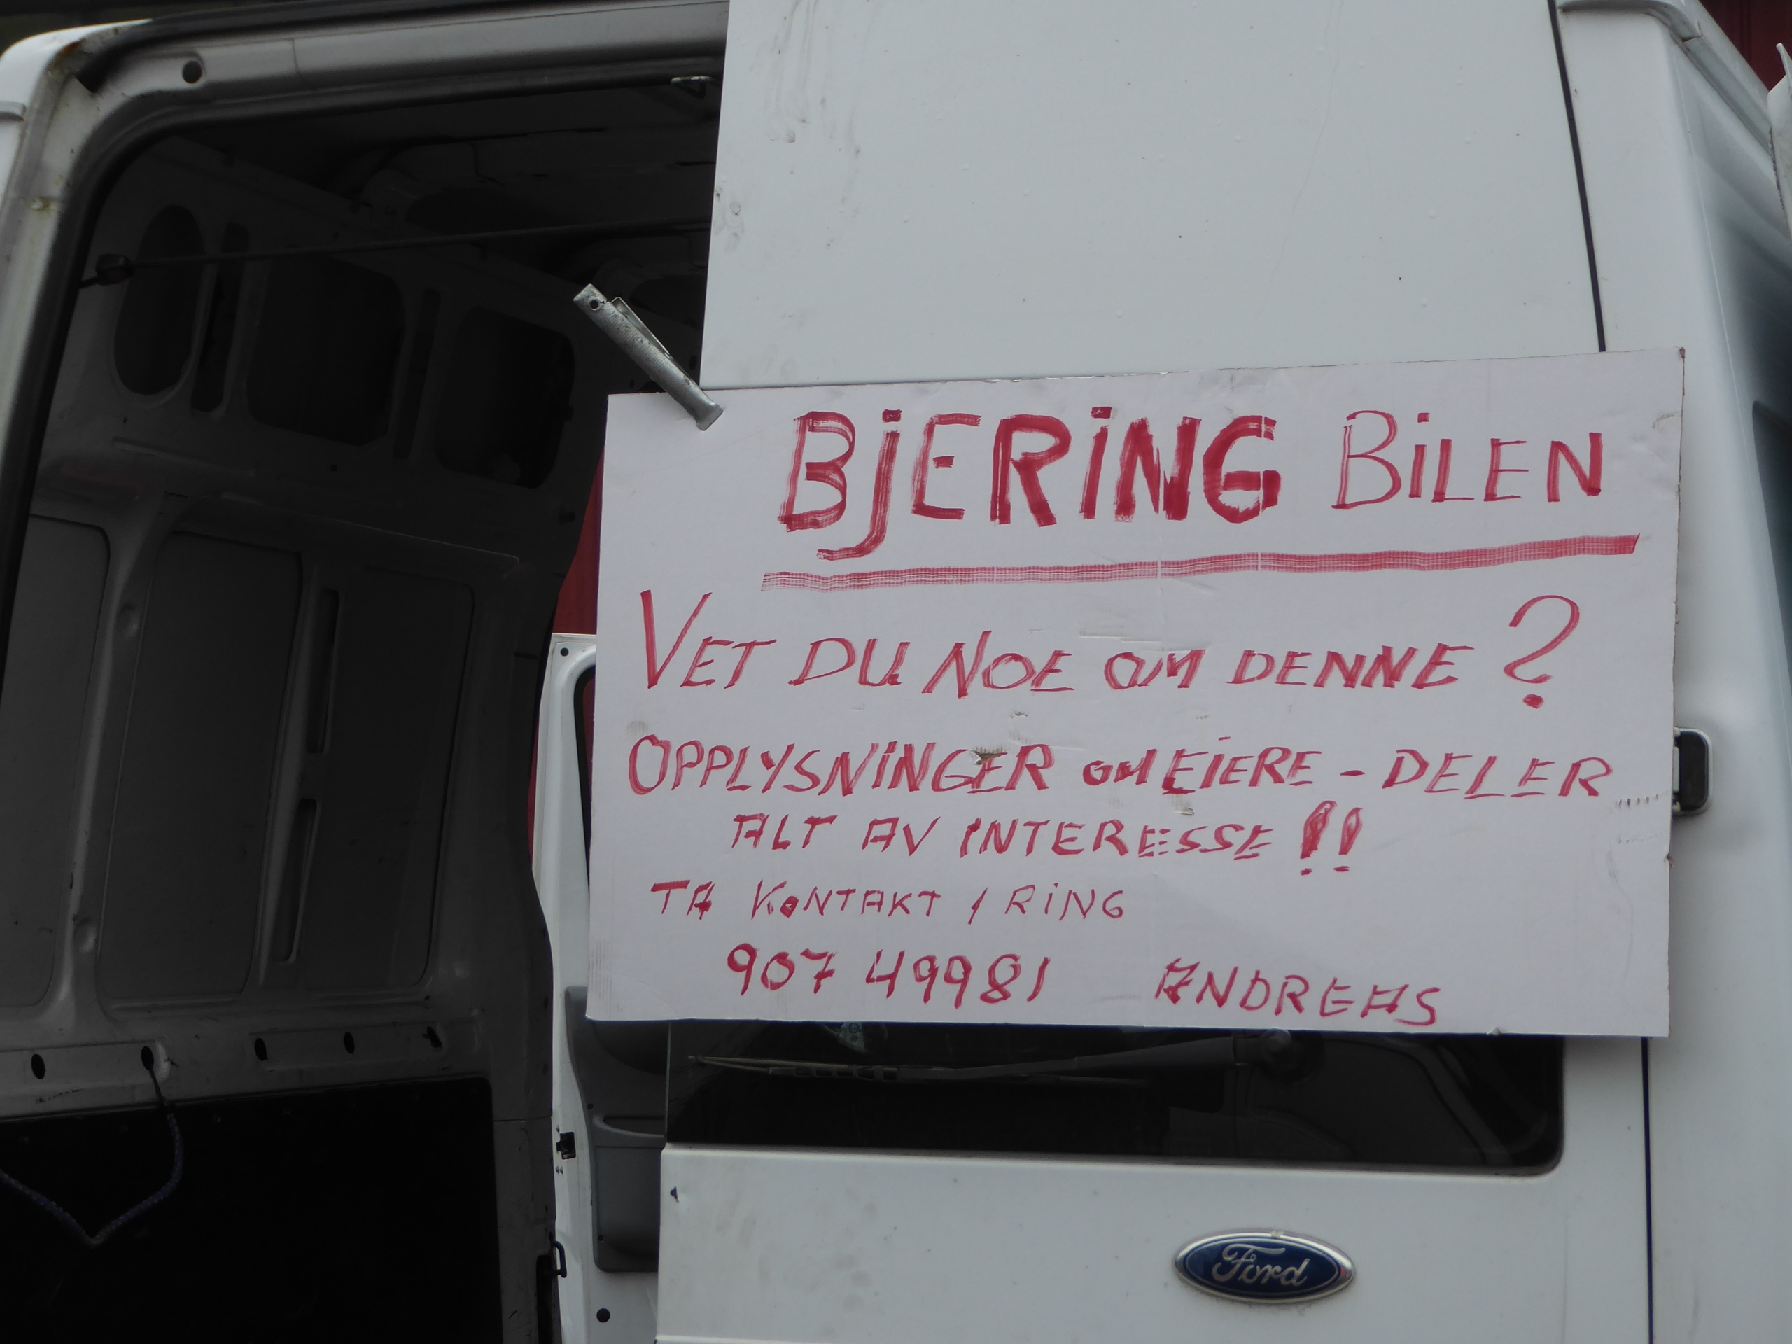 BJERING BILEN
VET DU NOE OM DENNE?
OPPLYSNINGER OM EIERE - DELER
ALT AV INTERESSE !!
TA KONTAKT / RING
907 49981 ANDREAS
Ford